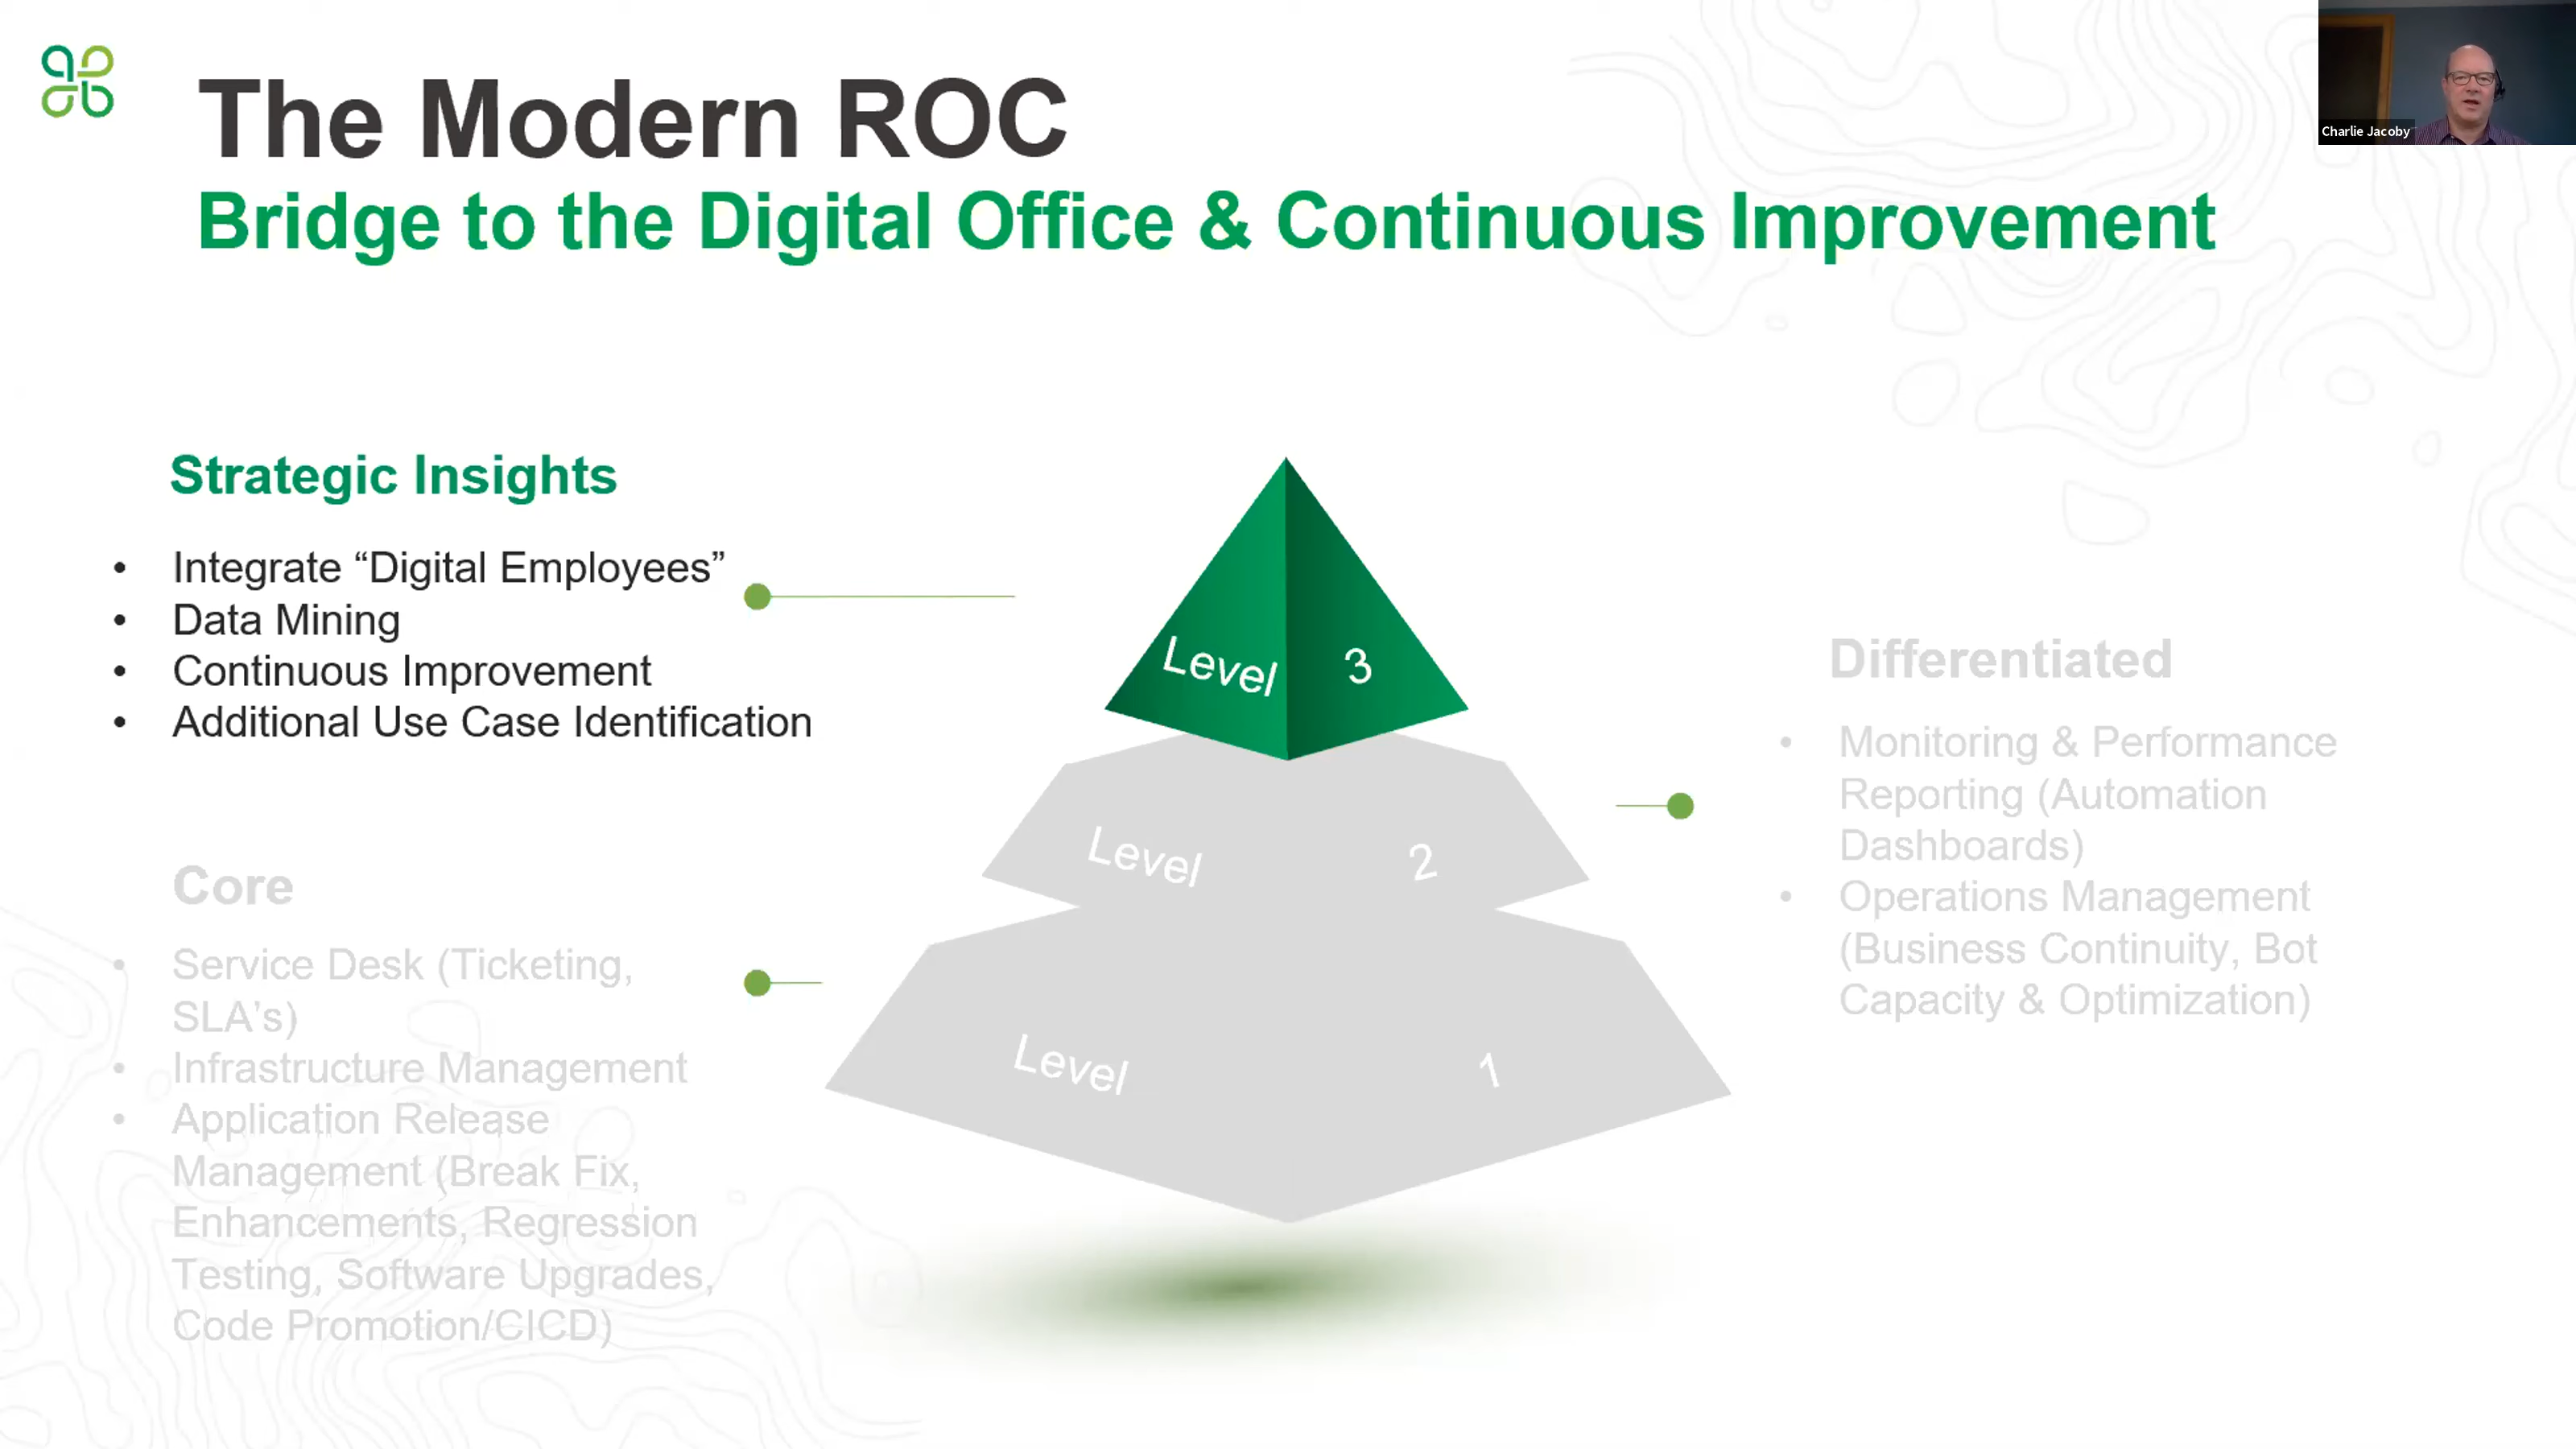 The Modern ROC
Bridge to the Digital Office & Continuous Improvement
Charlie Jacoby
Strategic Insights
• Integrate “Digital Employees”
• Data Mining
• Continuous Improvement
• Additional Use Case Identification
Core
• Service Desk (Ticketing,
SLA’s)
• Infrastructure Management
• Application Release
Management (Break Fix,
Enhancements, Regression
Testing, Software Upgrades,
Code Promotion/CICD)
Level 3
Level 2
Level 1
Differentiated
• Monitoring & Performance
Reporting (Automation
Dashboards)
• Operations Management
(Business Continuity, Bot
Capacity & Optimization)